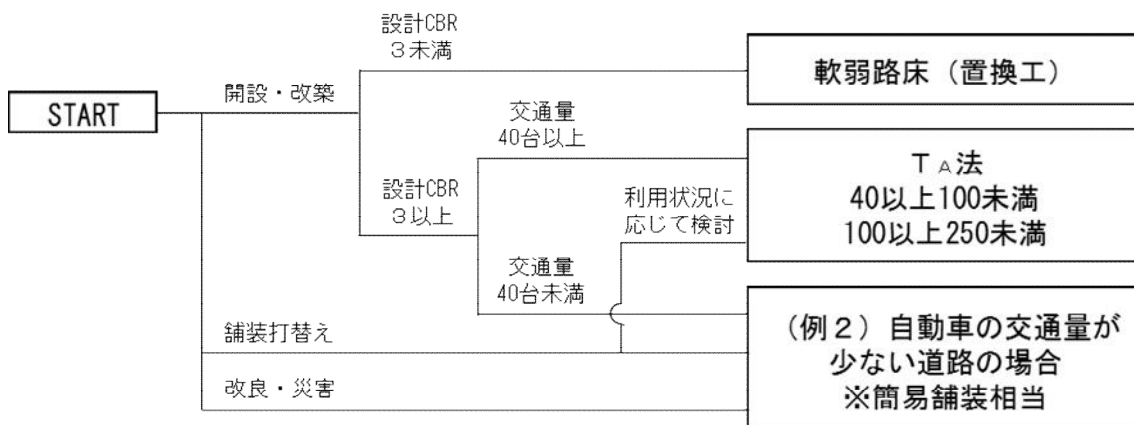 START
開設・改築
設計CBR
３未満
軟弱路床（置換工）
設計CBR
３以上
交通量
40台以上
ＴA法
40以上100未満
100以上250未満
利用状況に
応じて検討
交通量
40台未満
（例２）自動車の交通量が
少ない道路の場合
※簡易舗装相当
舗装打替え
改良・災害